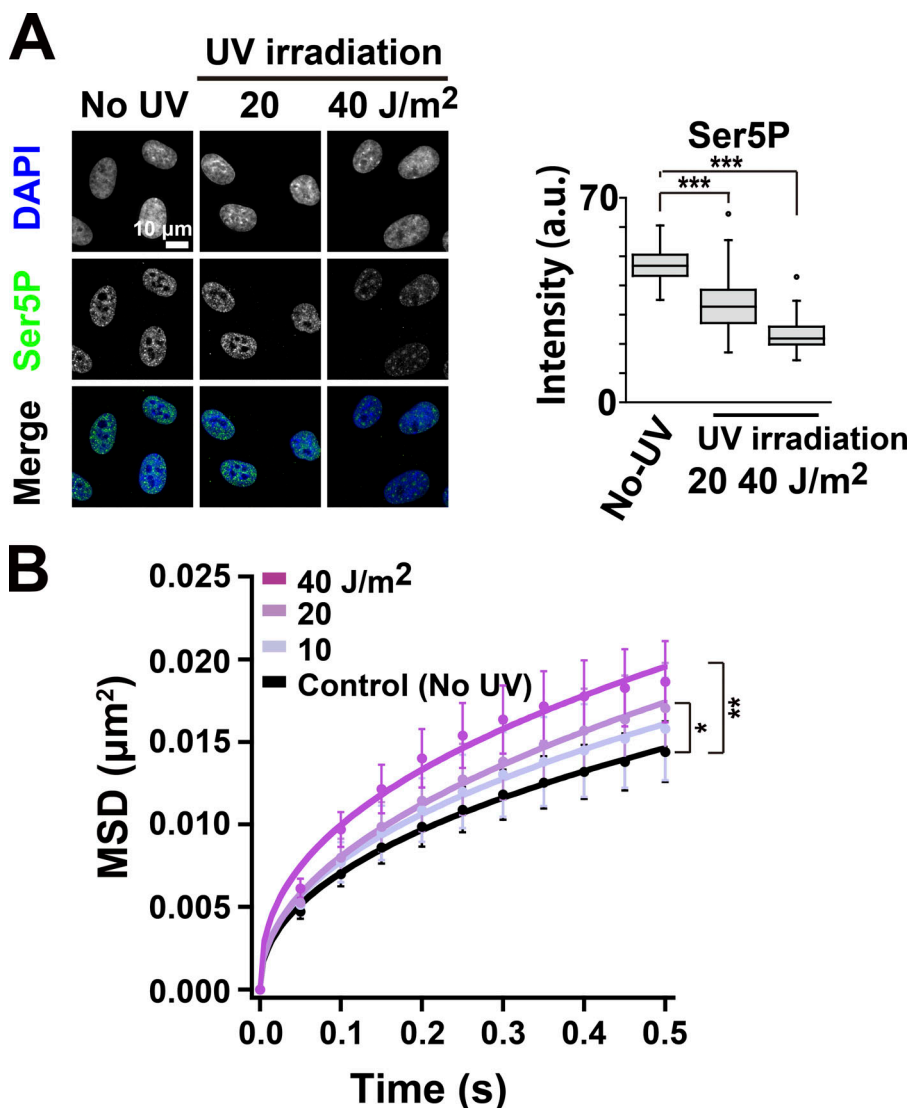 A
UV irradiation
No UV 20 40 J/m2
DAPI
10 µm
Ser5P
Merge
Ser5P
***
***
70
Intensity (a.u.)
0
No-UV
UV irradiation
20 40 J/m2
B
0.025
0.020
0.015
0.010
0.005
0.000
MSD (µm2)
40 J/m2
20
10
Control (No UV)
*
**
0.0 0.1 0.2 0.3 0.4 0.5
Time (s)